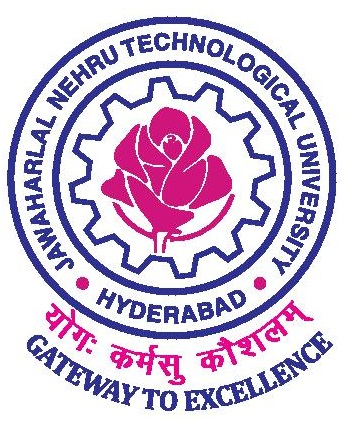 JAWAHARLAL NEHRU TECHNOLOGICAL UNIVERSITY
HYDERABAD
योगः कर्मसु कौशलम्
GATEWAY TO EXCELLENCE